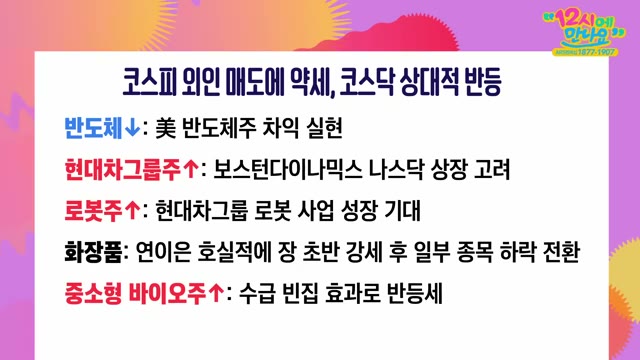 "12시에
만나요"
1877-1907
코스피 외인 매도에 약세, 코스닥 상대적 반등
반도체↓: 美 반도체주 차익 실현
현대차그룹주↑: 보스턴다이나믹스 나스닥 상장 고려
로봇주↑: 현대차그룹 로봇 사업 성장 기대
화장품: 연이은 호실적에 장 초반 강세 후 일부 종목 하락 전환
중소형 바이오주↑: 수급 빈집 효과로 반등세